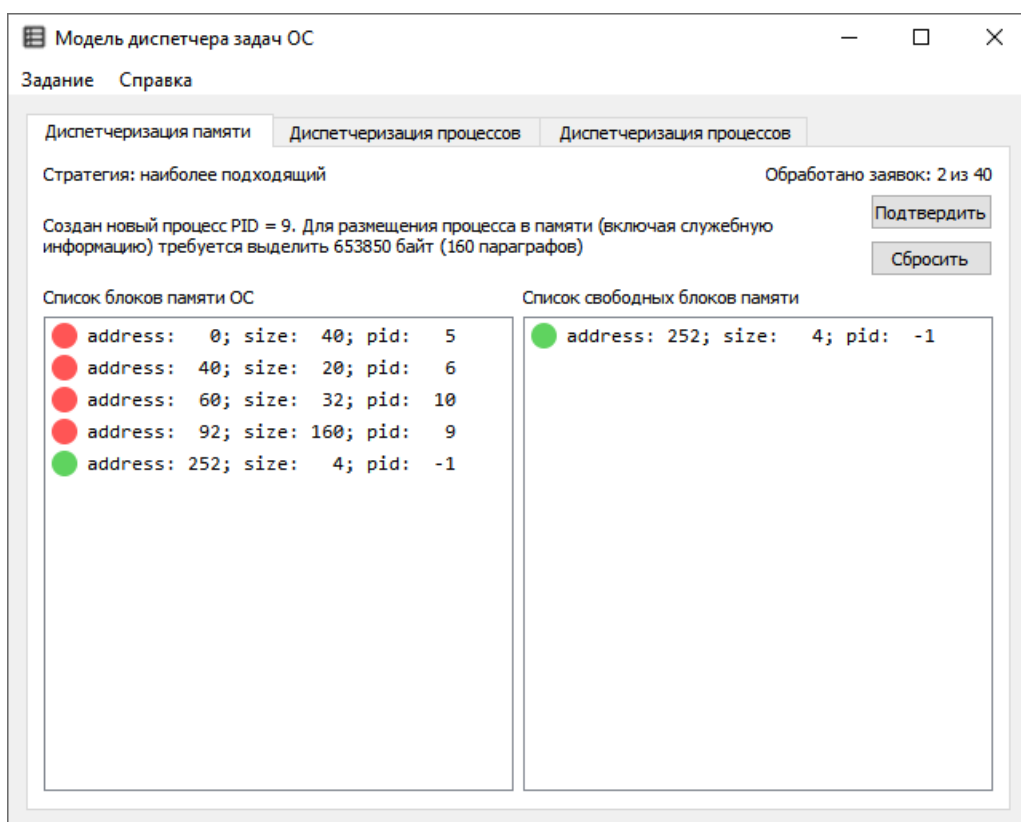 Модель диспетчера задач ОС
Задание Справка
Диспетчеризация памяти Диспетчеризация процессов Диспетчеризация процессов
Стратегия: наиболее подходящий Обработано заявок: 2 из 40
Создан новый процесс PID = 9. Для размещения процесса в памяти (включая служебную
информацию) требуется выделить 653850 байт (160 параграфов)
Подтвердить
Сбросить
Список блоков памяти ОС
address: 0; size: 40; pid: 5
address: 40; size: 20; pid: 6
address: 60; size: 32; pid: 10
address: 92; size: 160; pid: 9
address: 252; size: 4; pid: -1
Список свободных блоков памяти
address: 252; size: 4; pid: -1